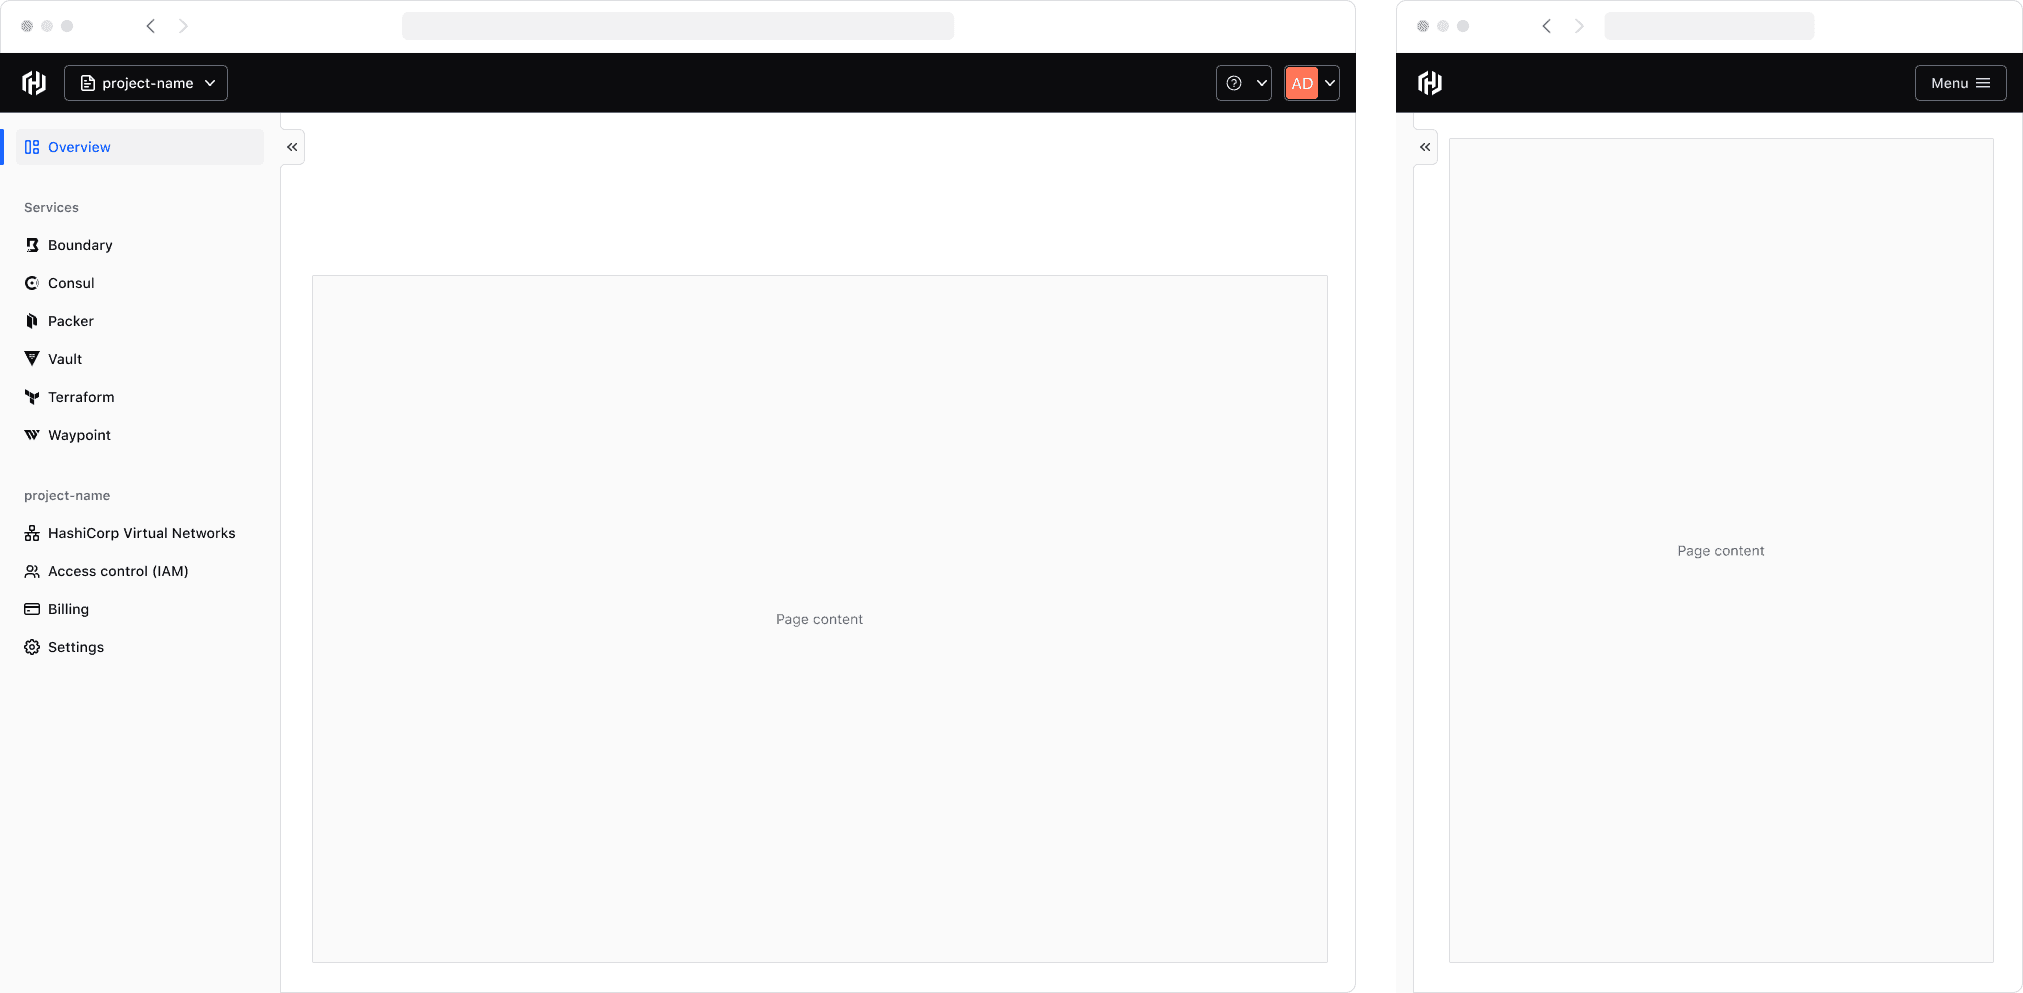 project-name
AD
Overview
Services
Boundary
Consul
Packer
Vault
Terraform
Waypoint
project-name
HashiCorp Virtual Networks
Access control (IAM)
Billing
Settings
Page content
Menu
Page content